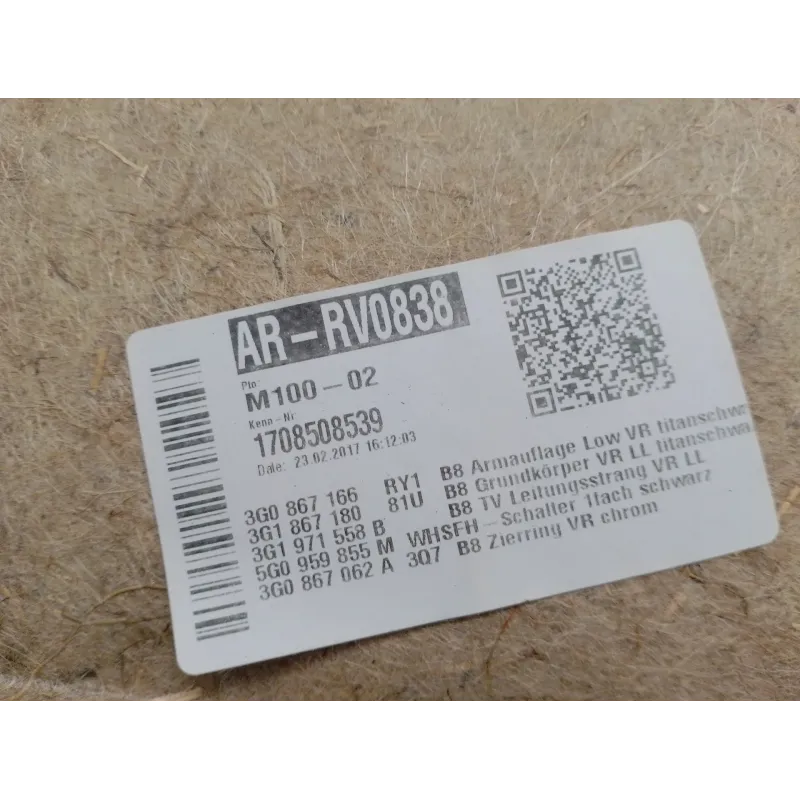 AR-RV0838
Pto:
M100-02
Kenn-Nr
1708508539
Date: 23.02.2017 16:12:03
3G0 867 166 RY1 B8 Armauflage Low VR titanschwa
3G1 867 180 81U B8 Grundkörper VR LL titanschwa
3G1 971 558 B B8 TV Leitungsstrang VR LL
5G0 959 855 M WHSFH-Schalter 1fach schwarz
3G0 867 062 A 3Q7 B8 Zierring VR chrom